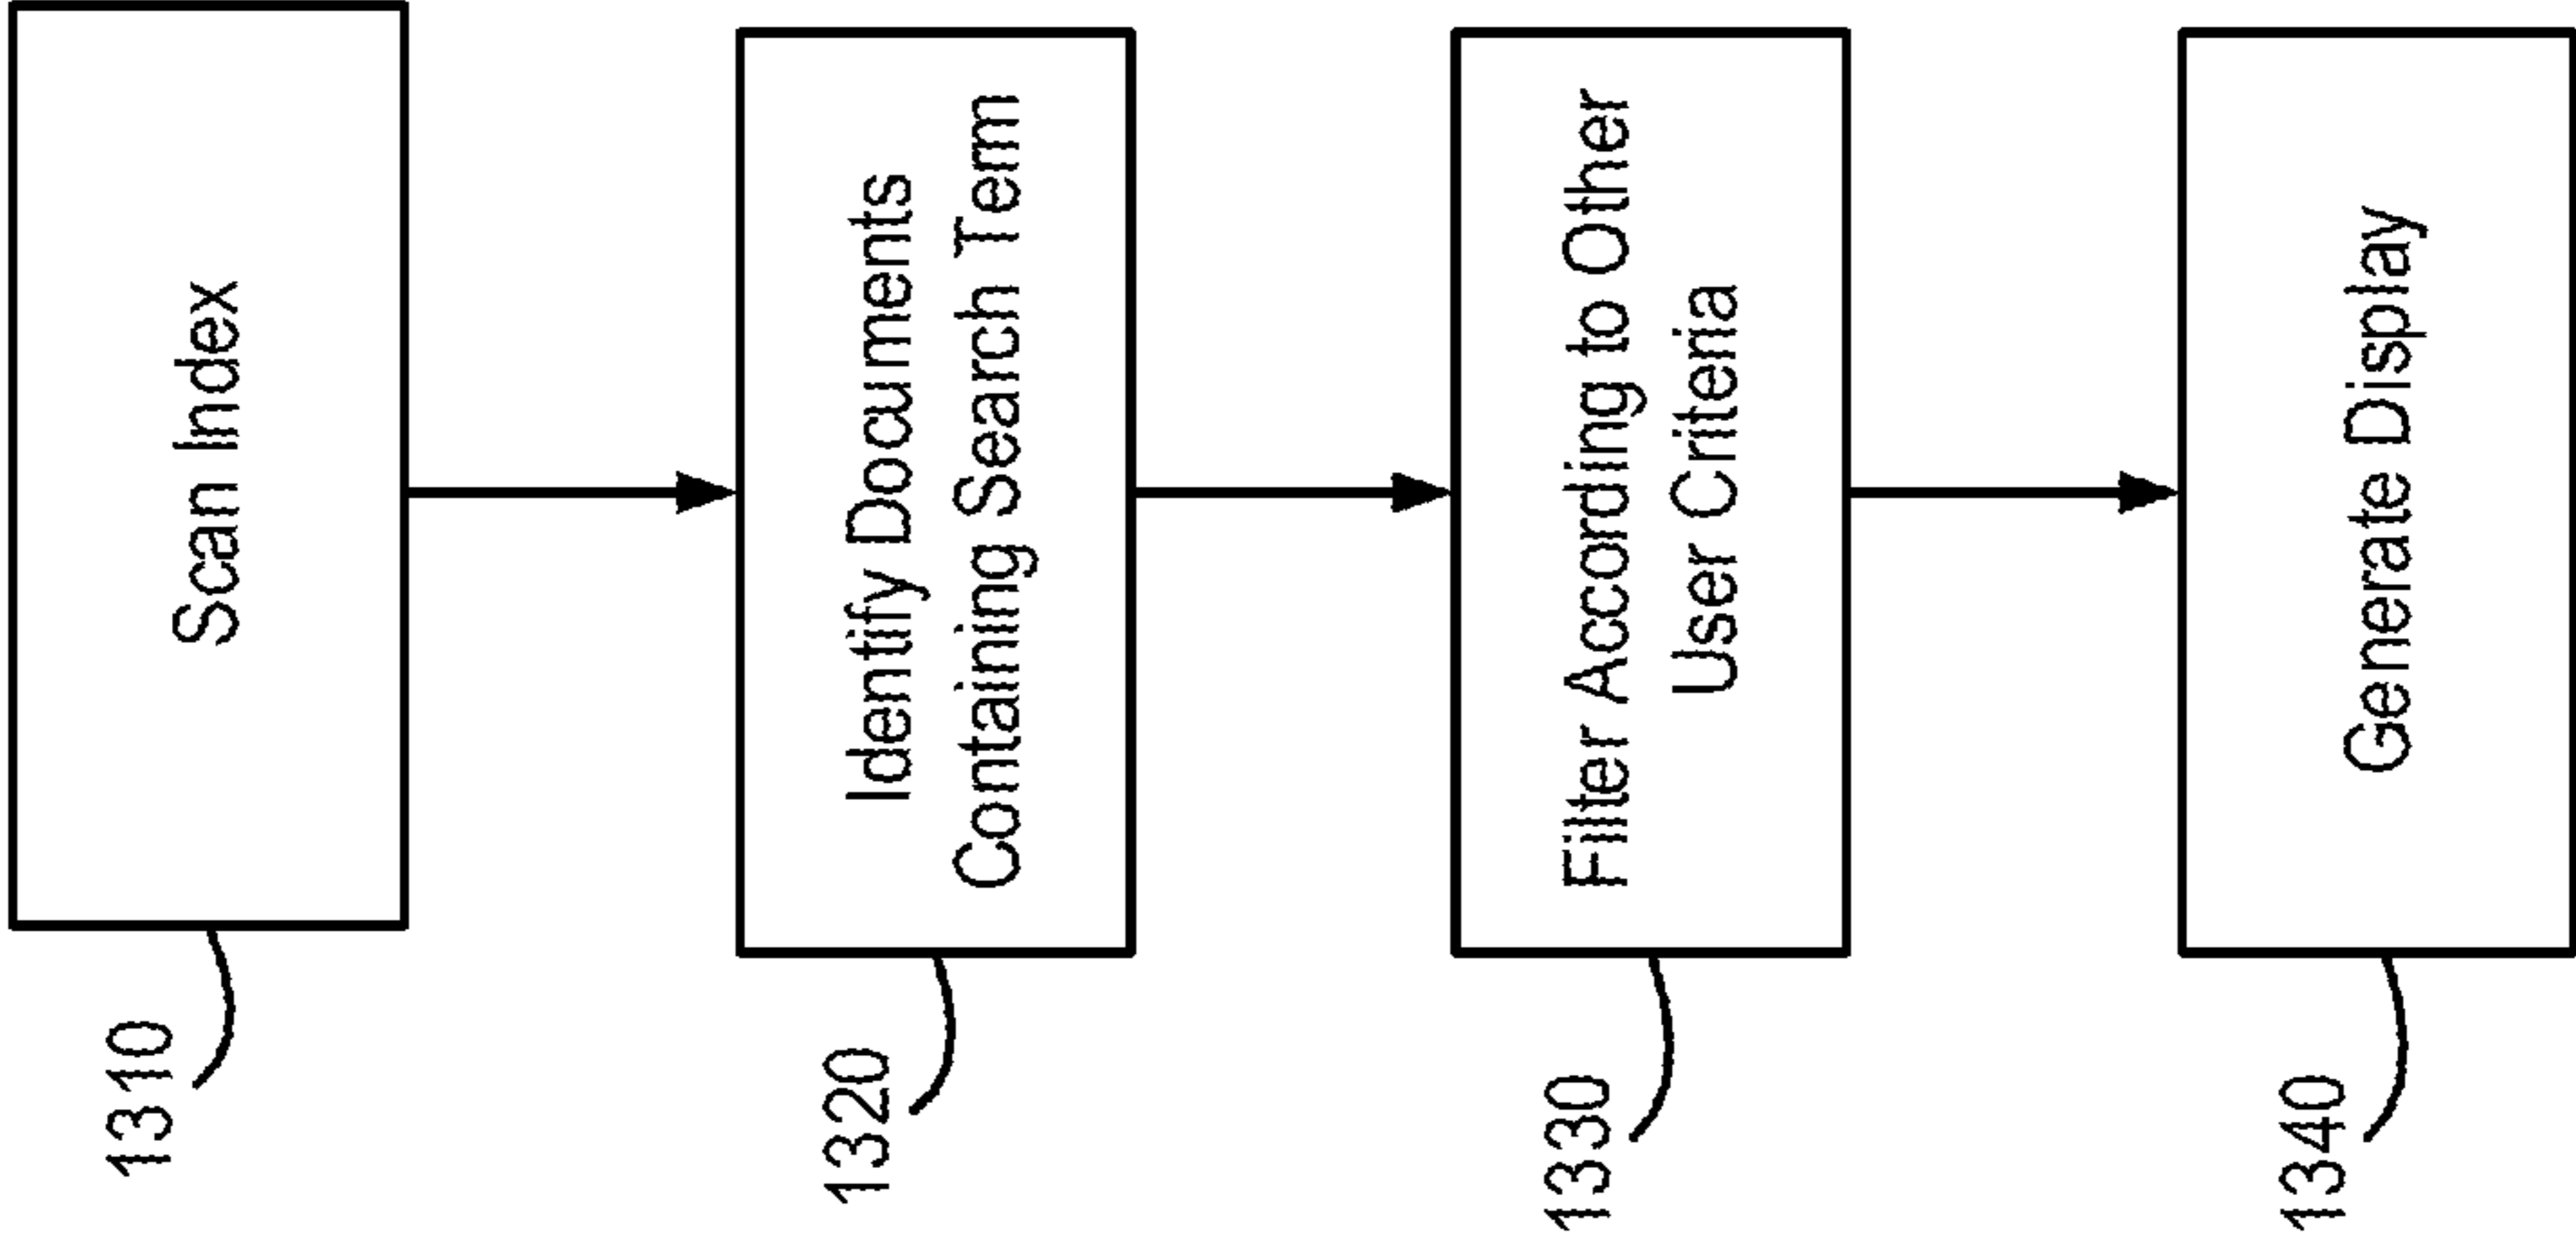 1310
Scan Index
1320
Identify Documents
Containing Search Term
1330
Filter According to Other
User Criteria
1340
Generate Display